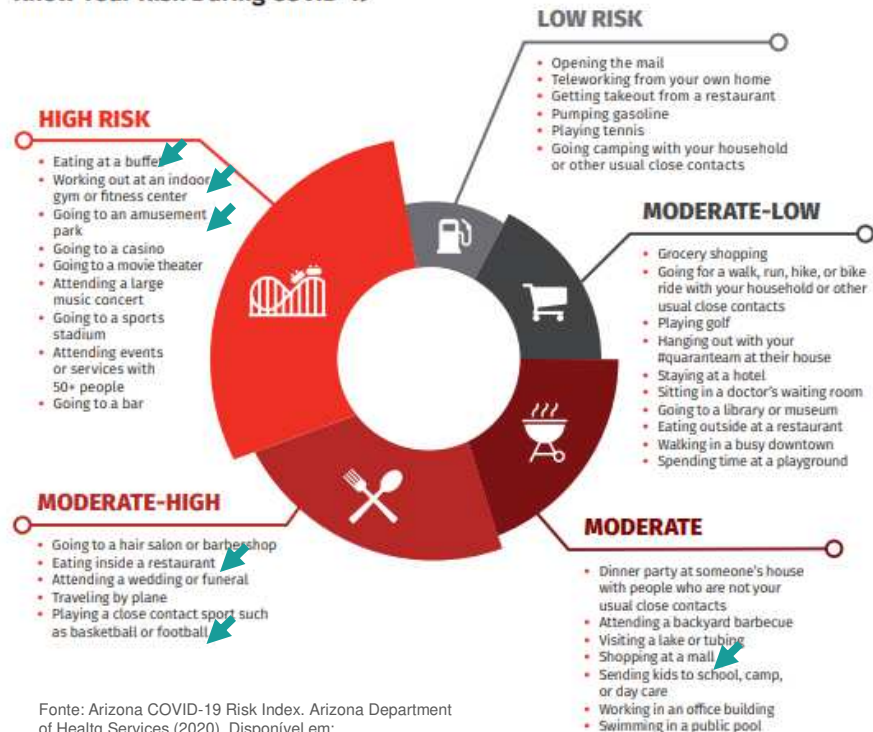 LOW RISK
• Opening the mail
• Teleworking from your own home
• Getting takeout from a restaurant
• Pumping gasoline
• Playing tennis
• Going camping with your household
or other usual close contacts
HIGH RISK
• Eating at a buffet
• Working out at an indoor
gym or fitness center
• Going to an amusement
park
• Going to a casino
• Going to a movie theater
• Attending a large
music concert
• Going to a sports
stadium
• Attending events
or services with
50+ people
• Going to a bar
MODERATE-LOW
• Grocery shopping
• Going for a walk, run, hike, or bike
ride with your household or other
usual close contacts
• Playing golf
• Hanging out with your
#quaranteam at their house
• Staying at a hotel
• Sitting in a doctor's waiting room
• Going to a library or museum
• Eating outside at a restaurant
• Walking in a busy downtown
• Spending time at a playground
MODERATE-HIGH
• Going to a hair salon or barbershop
• Eating inside a restaurant
• Attending a wedding or funeral
• Traveling by plane
• Playing a close contact sport such
as basketball or football
MODERATE
• Dinner party at someone's house
with people who are not your
usual close contacts
• Attending a backyard barbecue
• Visiting a lake or tubing
• Shopping at a mall
• Sending kids to school, camp,
or day care
• Working in an office building
• Swimming in a public pool
Fonte: Arizona COVID-19 Risk Index. Arizona Department
of Healtg Services (2020). Disponível em: